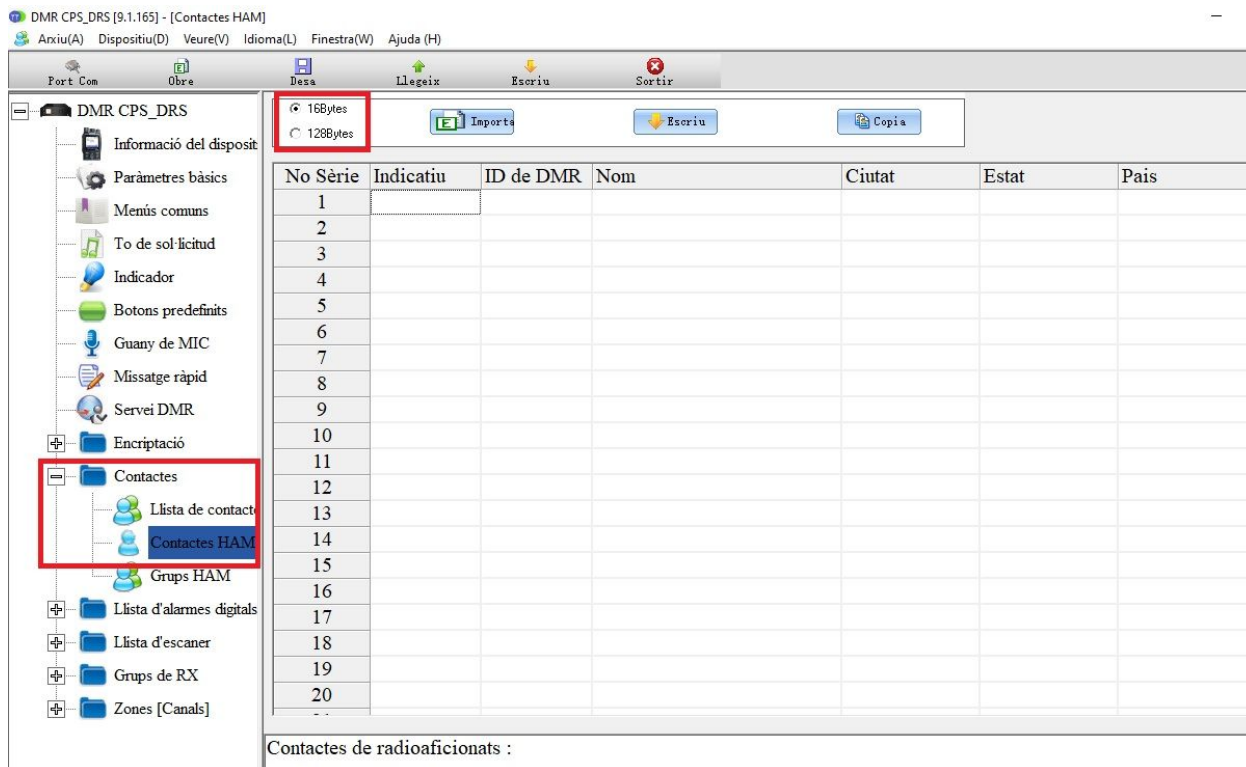 DMR CPS_DRS [9.1.165] - [Contactes HAM]
Arxiu(A) Dispositiu(D) Veure(V) Idioma(L) Finestra(W) Ajuda (H)
Port Com Obre Desa Llegeix Escriu Sortir
DMR CPS_DRS
Informació del disposit
Paràmetres bàsics
Menús comuns
To de sol·licitud
Indicador
Botons predefinits
Guany de MIC
Missatge ràpid
Servei DMR
Encriptació
Contactes
Llista de contacte
Contactes HAM
Grups HAM
Llista d'alarmes digitals
Llista d'escaner
Grups de RX
Zones [Canals]
16Bytes
128Bytes
Importa Escriu Copia
No Sèrie Indicatiu ID de DMR Nom Ciutat Estat Pais
1
2
3
4
5
6
7
8
9
10
11
12
13
14
15
16
17
18
19
20
Contactes de radioaficionats :